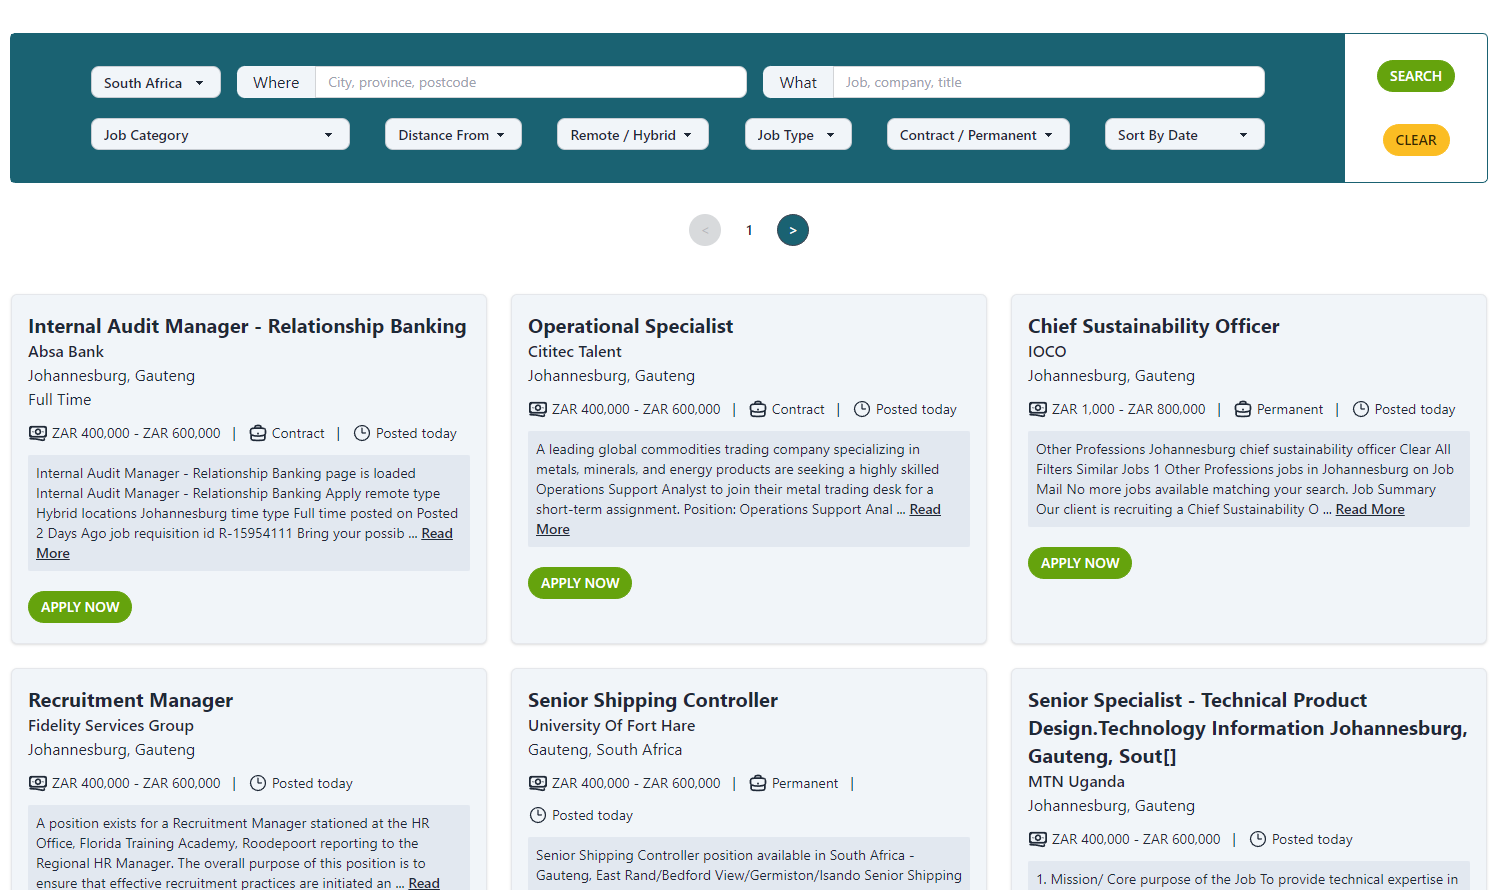 South Africa
Where
City, province, postcode
What
Job, company, title
SEARCH
Job Category
Distance From
Remote / Hybrid
Job Type
Contract / Permanent
Sort By Date
CLEAR
< 1 >
Internal Audit Manager - Relationship Banking
Absa Bank
Johannesburg, Gauteng
Full Time
ZAR 400,000 - ZAR 600,000 | Contract | Posted today
Internal Audit Manager - Relationship Banking page is loaded
Internal Audit Manager - Relationship Banking Apply remote type
Hybrid locations Johannesburg time type Full time posted on Posted
2 Days Ago job requisition id R-15954111 Bring your possib ... Read
More
APPLY NOW
Operational Specialist
Cititec Talent
Johannesburg, Gauteng
ZAR 400,000 - ZAR 600,000 | Contract | Posted today
A leading global commodities trading company specializing in
metals, minerals, and energy products are seeking a highly skilled
Operations Support Analyst to join their metal trading desk for a
short-term assignment. Position: Operations Support Anal ... Read
More
APPLY NOW
Chief Sustainability Officer
IOCO
Johannesburg, Gauteng
ZAR 1,000 - ZAR 800,000 | Permanent | Posted today
Other Professions Johannesburg chief sustainability officer Clear All
Filters Similar Jobs 1 Other Professions jobs in Johannesburg on Job
Mail No more jobs available matching your search. Job Summary
Our client is recruiting a Chief Sustainability O ... Read More
APPLY NOW
Recruitment Manager
Fidelity Services Group
Johannesburg, Gauteng
ZAR 400,000 - ZAR 600,000 | Posted today
A position exists for a Recruitment Manager stationed at the HR
Office, Florida Training Academy, Roodepoort reporting to the
Regional HR Manager. The overall purpose of this position is to
ensure that effective recruitment practices are initiated an ... Read
Senior Shipping Controller
University Of Fort Hare
Gauteng, South Africa
ZAR 400,000 - ZAR 600,000 | Permanent |
Posted today
Senior Shipping Controller position available in South Africa -
Gauteng, East Rand/Bedford View/Germiston/Isando Senior Shipping
Senior Specialist - Technical Product
Design.Technology Information Johannesburg,
Gauteng, Sout[]
MTN Uganda
Johannesburg, Gauteng
ZAR 400,000 - ZAR 600,000 | Posted today
1. Mission/ Core purpose of the Job To provide technical expertise in